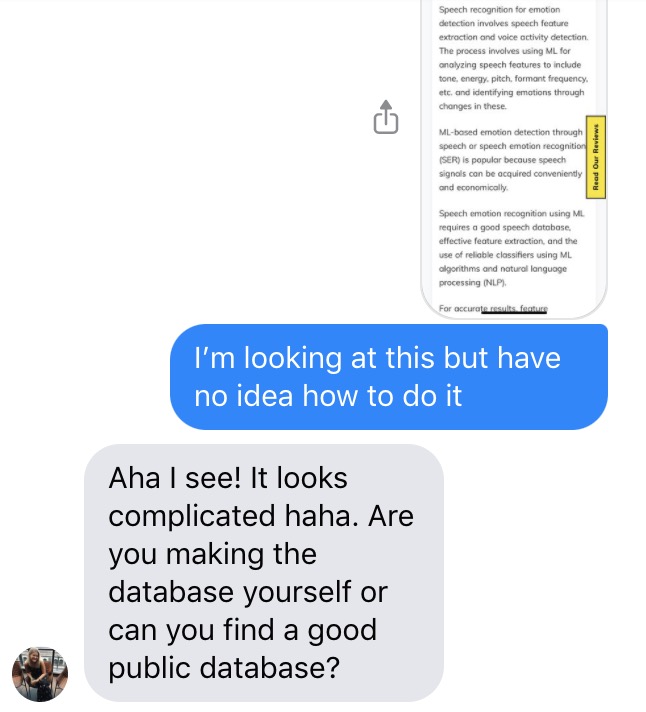 Speech recognition for emotion
detection involves speech feature
extraction and voice activity detection.
The process involves using ML for
analyzing speech features to include
tone, energy, pitch, formant frequency,
etc. and identifying emotions through
changes in these.
ML-based emotion detection through
speech or speech emotion recognition
(SER) is popular because speech
signals can be acquired conveniently
and economically.
Read Our Reviews
Speech emotion recognition using ML
requires a good speech database,
effective feature extraction, and the
use of reliable classifiers using ML
algorithms and natural language
processing (NLP).
For accurate results, feature
I’m looking at this but have
no idea how to do it
Aha I see! It looks
complicated haha. Are
you making the
database yourself or
can you find a good
public database?